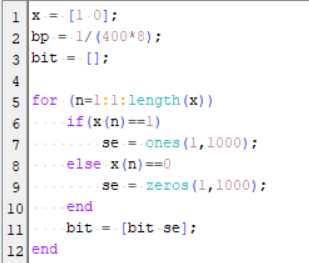 1 x = [1 0];
2 bp = 1/(400*8);
3 bit = [];
4
5 for (n=1:1:length(x))
6 if(x(n)==1)
7 se = ones(1,1000);
8 else x(n)==0
9 se = zeros(1,1000);
10 end
11 bit = [bit se];
12 end